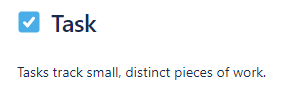 Task
Tasks track small, distinct pieces of work.